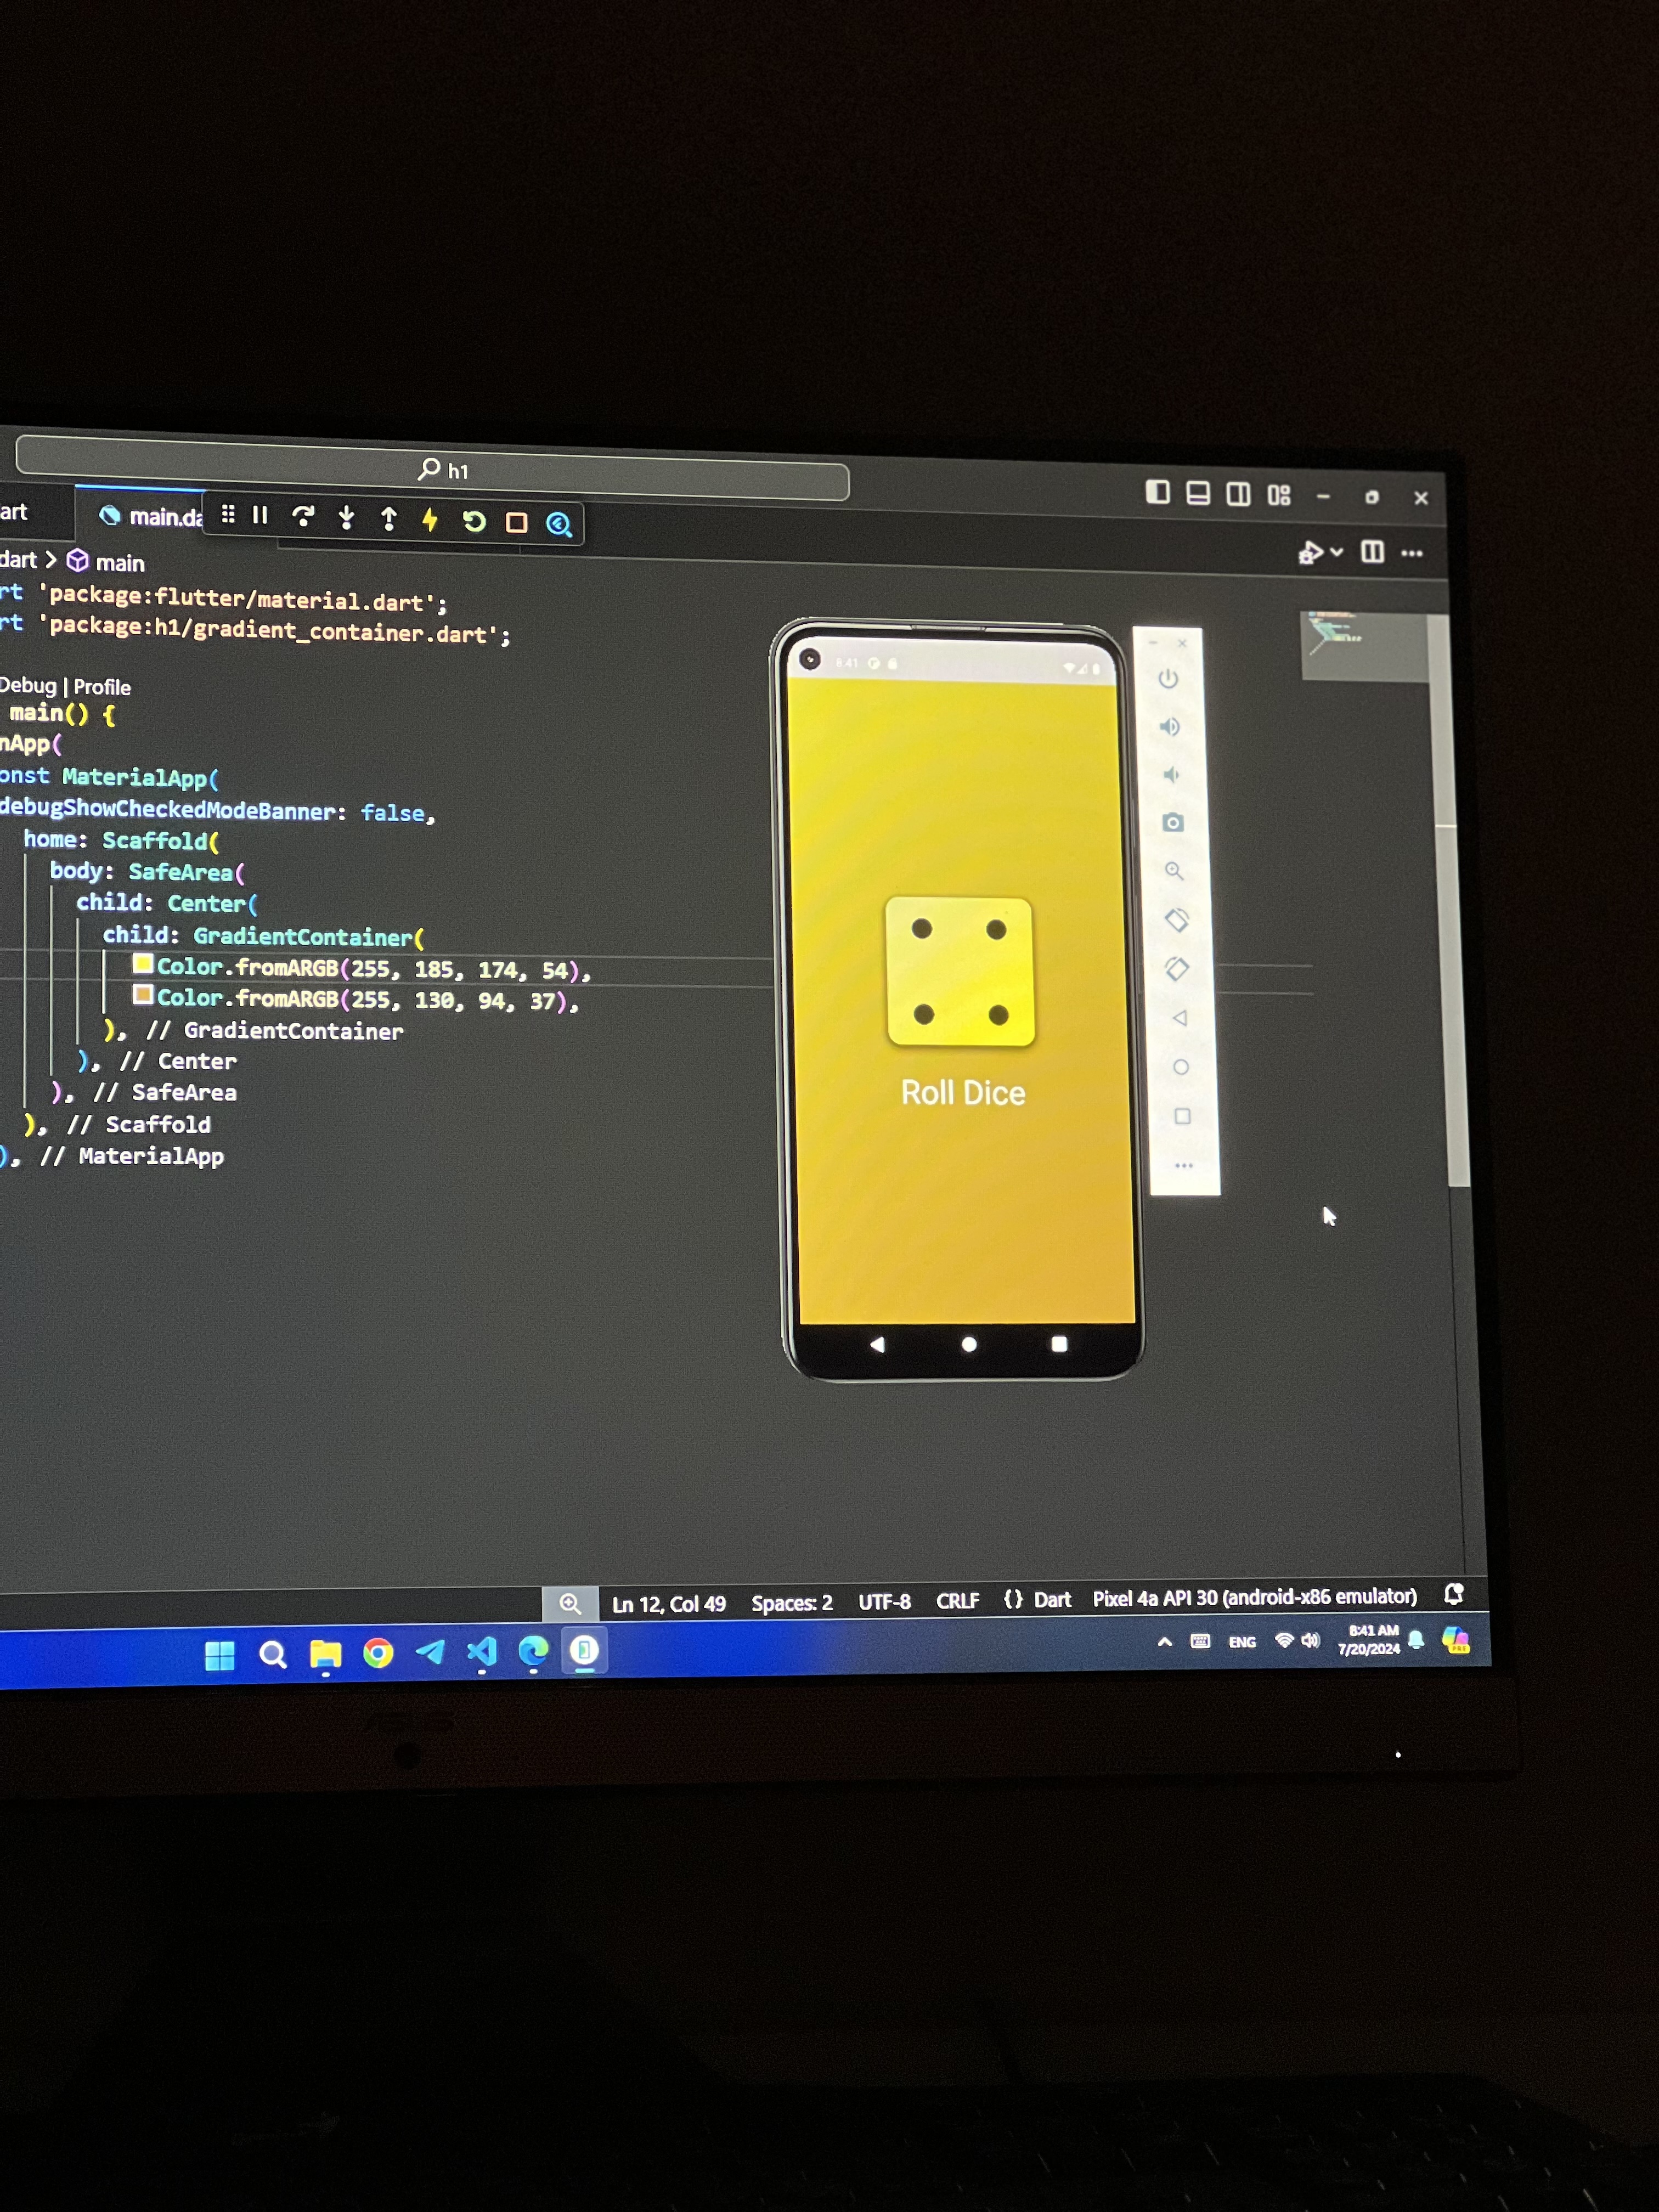 h1
art
main.da
dart > main
rt 'package:flutter/material.dart';
rt 'package:h1/gradient_container.dart';
Debug | Profile
main() {
nApp(
onst MaterialApp(
debugShowCheckedModeBanner: false,
home: Scaffold(
body: SafeArea(
child: Center(
child: GradientContainer(
Color.fromARGB(255, 185, 174, 54),
Color.fromARGB(255, 130, 94, 37),
), // GradientContainer
), // Center
), // SafeArea
), // Scaffold
), // MaterialApp
8:41
Roll Dice
Ln 12, Col 49 Spaces: 2 UTF-8 CRLF {} Dart Pixel 4a API 30 (android-x86 emulator)
ENG
8:41 AM
7/20/2024
PRE
ASUS